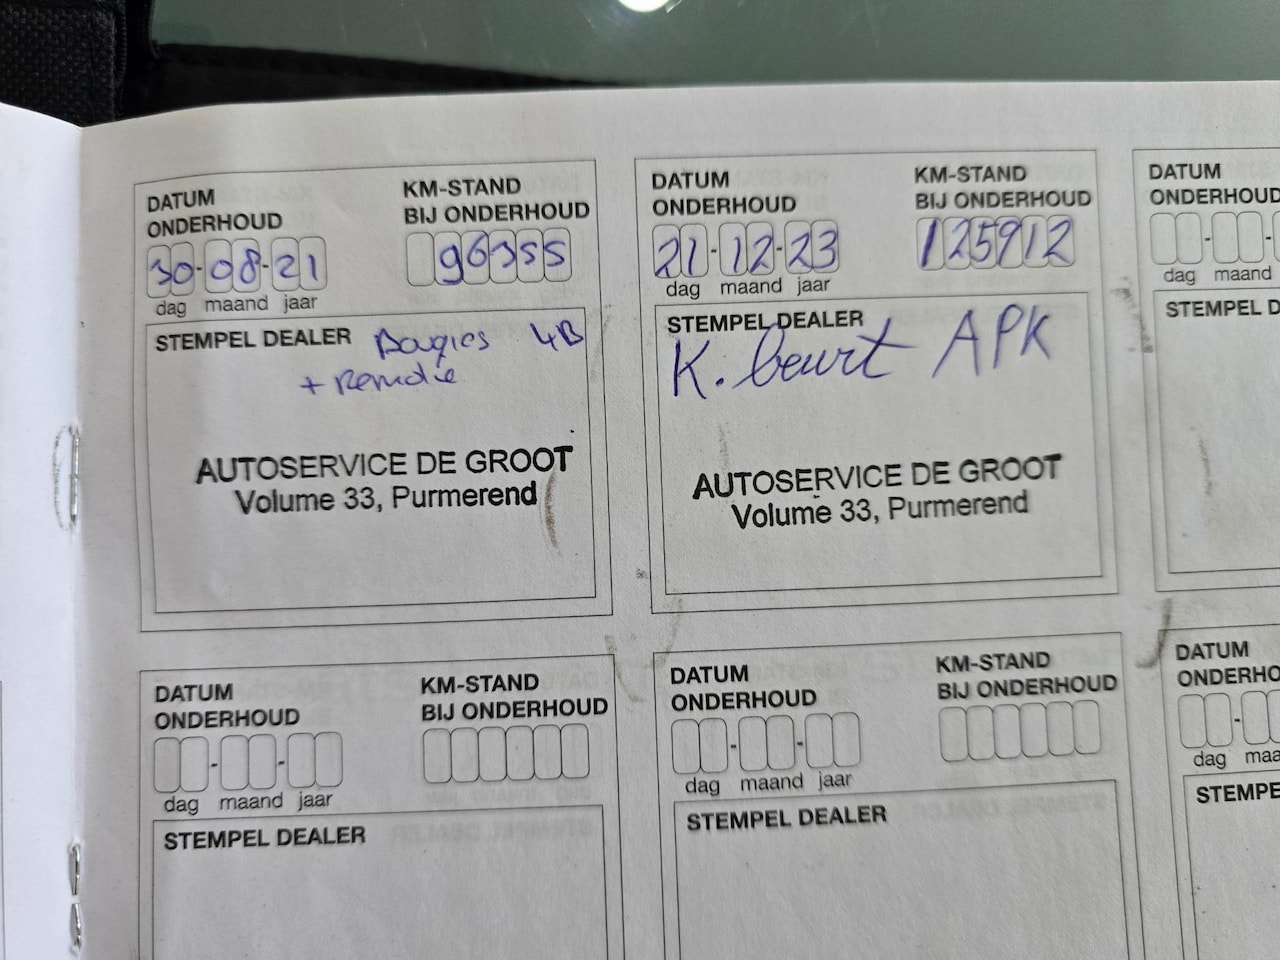 DATUM
ONDERHOUD
KM-STAND
BIJ ONDERHOUD
30-08-21
96355
dag maand jaar
STEMPEL DEALER
Bougies 4B
+ Remolie
AUTOSERVICE DE GROOT
Volume 33, Purmerend
DATUM
ONDERHOUD
KM-STAND
BIJ ONDERHOUD
21-12-23
125912
dag maand jaar
STEMPEL DEALER
K. beurt APK
AUTOSERVICE DE GROOT
Volume 33, Purmerend
DATUM
ONDERHOUD
dag maand
STEMPEL D
DATUM
ONDERHOUD
KM-STAND
BIJ ONDERHOUD
dag maand jaar
STEMPEL DEALER
DATUM
ONDERHOUD
KM-STAND
BIJ ONDERHOUD
dag maand jaar
STEMPEL DEALER
DATUM
ONDERHO
dag maa
STEMPE